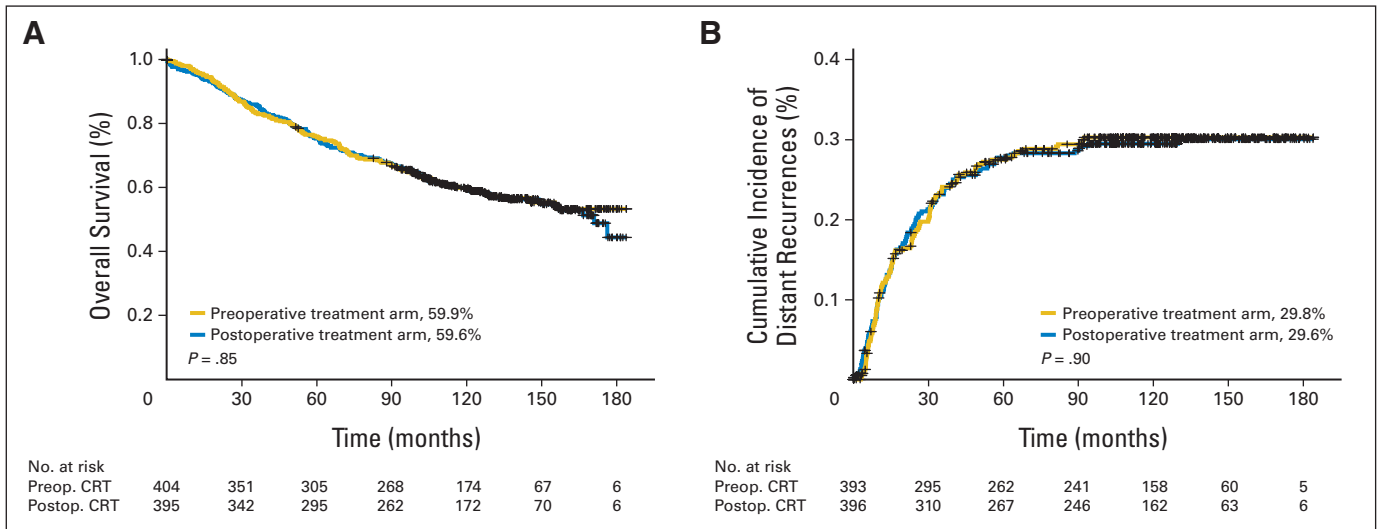 A
Overall Survival (%)
1.0
0.8
0.6
0.4
0.2
Preoperative treatment arm, 59.9%
Postoperative treatment arm, 59.6%
P = .85
0 30 60 90 120 150 180
Time (months)
No. at risk
Preop. CRT 404 351 305 268 174 67 6
Postop. CRT 395 342 295 262 172 70 6
B
Cumulative Incidence of
Distant Recurrences (%)
0.4
0.3
0.2
0.1
0
Preoperative treatment arm, 29.8%
Postoperative treatment arm, 29.6%
P = .90
30 60 90 120 150 180
Time (months)
No. at risk
Preop. CRT 393 295 262 241 158 60 5
Postop. CRT 396 310 267 246 162 63 6